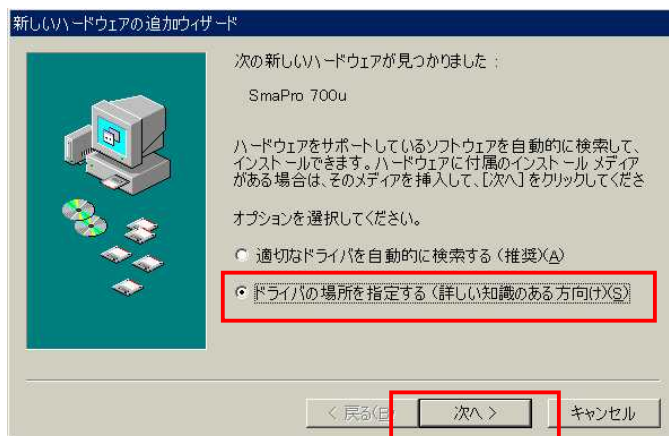 新しいハードウェアの追加ウィザード
次の新しいハードウェアが見つかりました :
SmaPro 700u
ハードウェアをサポートしているソフトウェアを自動的に検索して、
インストールできます。ハードウェアに付属のインストール メディア
がある場合は、そのメディアを挿入して、[次へ] をクリックしてくださ
オプションを選択してください。
適切なドライバを自動的に検索する (推奨)(A)
ドライバの場所を指定する (詳しい知識のある方向け)(S)
< 戻る(B
次へ >
キャンセル